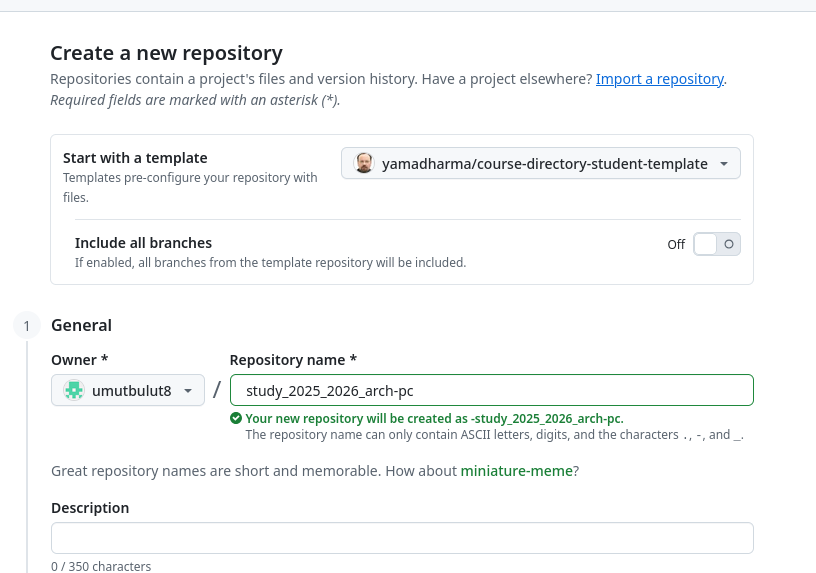 Create a new repository
Repositories contain a project's files and version history. Have a project elsewhere? Import a repository.
Required fields are marked with an asterisk (*).
Start with a template
Templates pre-configure your repository with
files.
yamadharma/course-directory-student-template
Include all branches
If enabled, all branches from the template repository will be included.
Off
1
General
Owner *
Repository name *
umutbulut8
/
study_2025_2026_arch-pc
Your new repository will be created as -study_2025_2026_arch-pc.
The repository name can only contain ASCII letters, digits, and the characters ., -, and _.
Great repository names are short and memorable. How about miniature-meme?
Description
0 / 350 characters